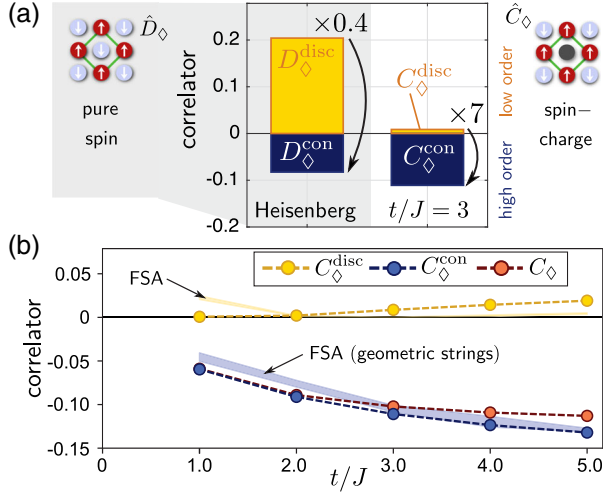 (a)
D̂◇
pure
spin
correlator
0.2
0.1
0
-0.1
-0.2
D◇^disc
×0.4
D◇^con
Heisenberg
C◇^disc
×7
C◇^con
t/J = 3
low order
high order
Ĉ◇
spin−
charge
(b)
correlator
0.05
0
-0.05
-0.10
-0.15
FSA
C◇^disc C◇^con C◇
FSA (geometric strings)
0 1.0 2.0 3.0 4.0 5.0
t/J